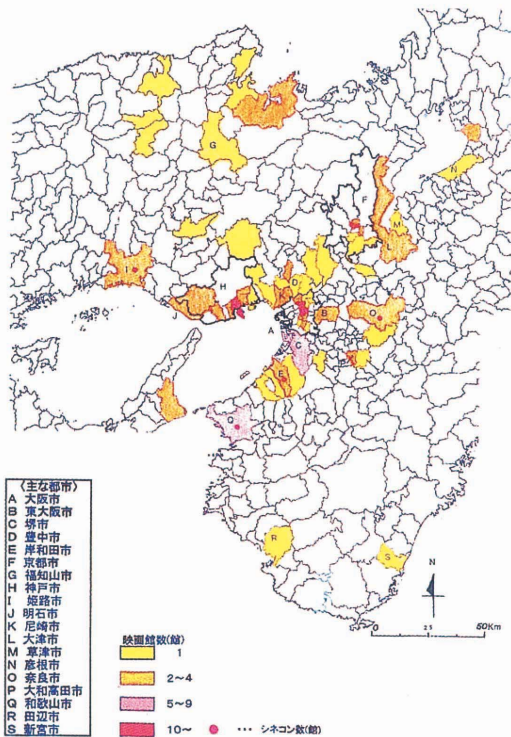 G
N
F
M
L
I
H
D
K
O
A
B
C
E
Q
R
S
N
0 25 50Km
〈主な都市〉
A 大阪市
B 東大阪市
C 堺市
D 豊中市
E 岸和田市
F 京都市
G 福知山市
H 神戸市
I 姫路市
J 明石市
K 尼崎市
L 大津市
M 草津市
N 彦根市
O 奈良市
P 大和高田市
Q 和歌山市
R 田辺市
S 新宮市
映画館数(館)
1
2~4
5~9
10~ ・・・ シネコン数(館)